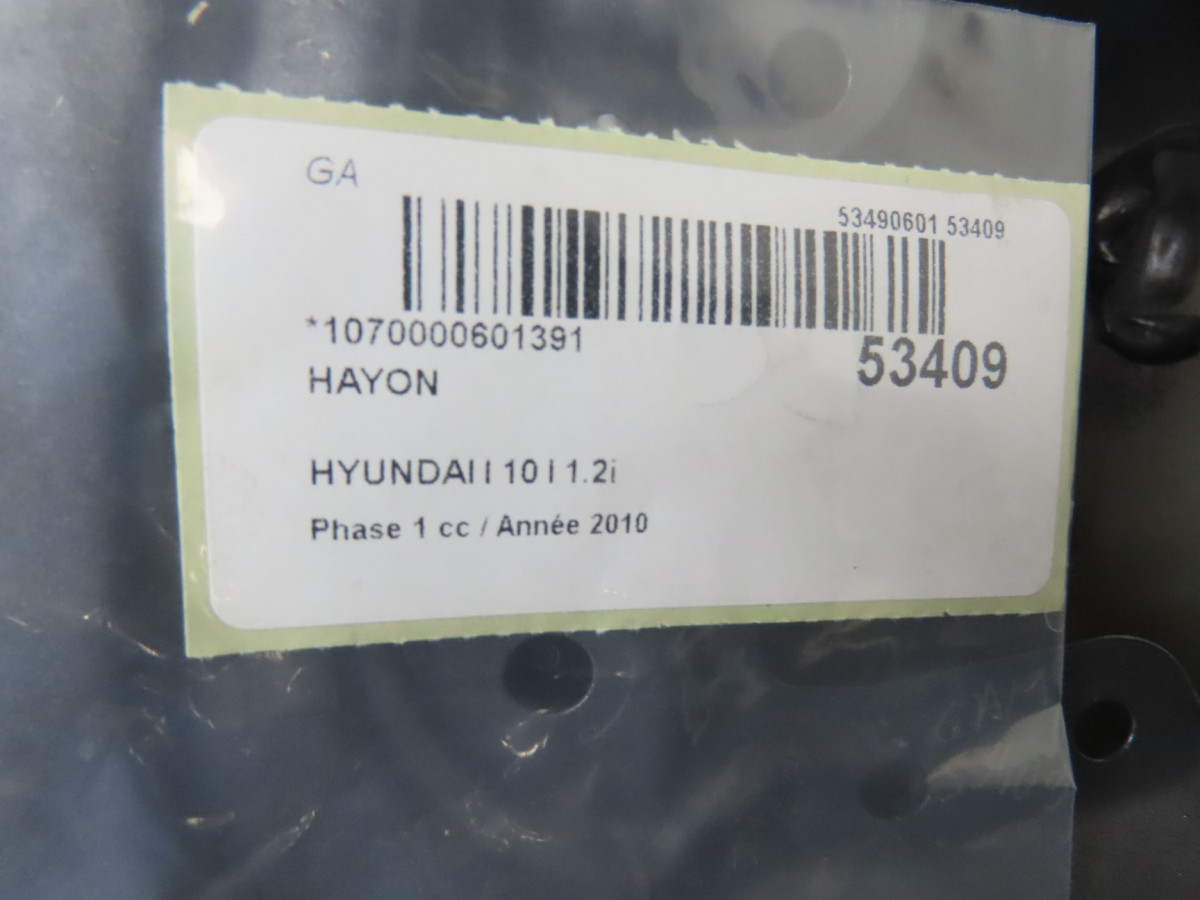 GA
53490601 53409
*1070000601391
53409
HAYON
HYUNDAI I 10 I 1.2i
Phase 1 cc / Année 2010